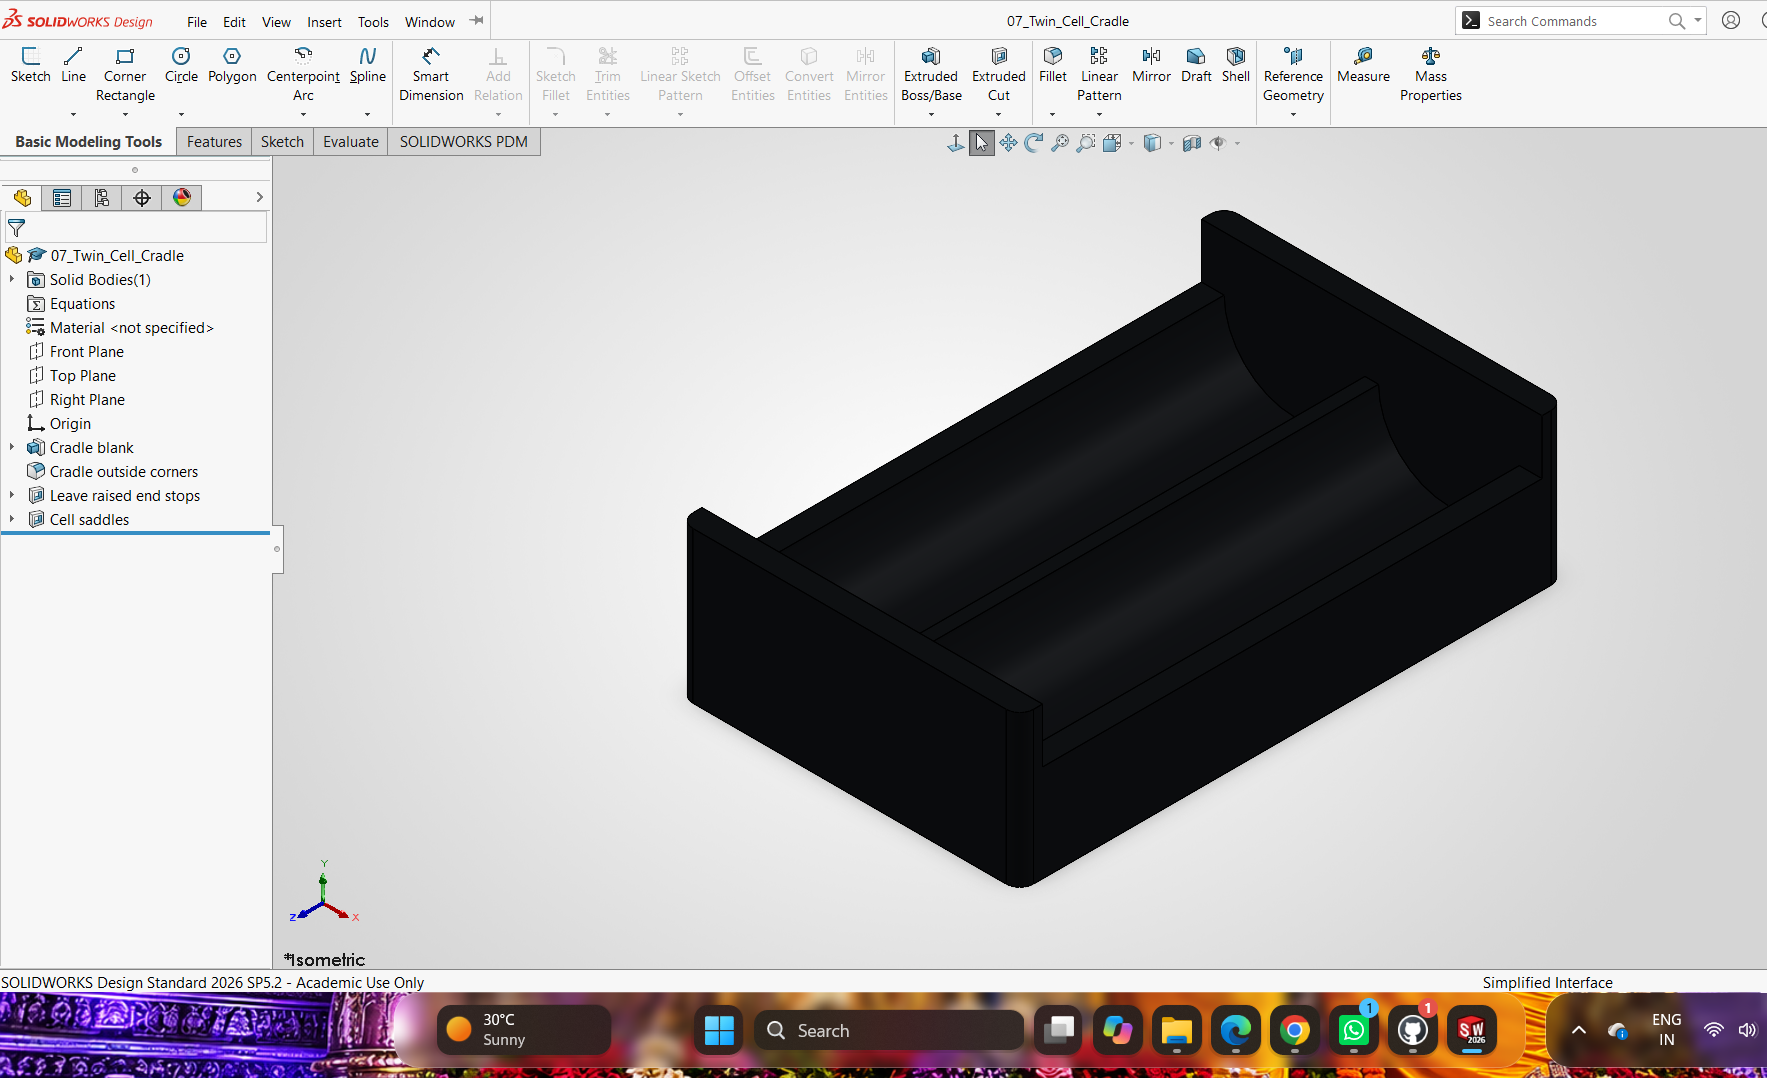 SOLIDWORKS Design
File Edit View Insert Tools Window
07_Twin_Cell_Cradle
Search Commands
Sketch
Line
Corner Rectangle
Circle
Polygon
Centerpoint Arc
Spline
Smart Dimension
Add Relation
Sketch Fillet
Trim Entities
Linear Sketch Pattern
Offset Entities
Convert Entities
Mirror Entities
Extruded Boss/Base
Extruded Cut
Fillet
Linear Pattern
Mirror
Draft
Shell
Reference Geometry
Measure
Mass Properties
Basic Modeling Tools Features Sketch Evaluate SOLIDWORKS PDM
07_Twin_Cell_Cradle
Solid Bodies(1)
Equations
Material <not specified>
Front Plane
Top Plane
Right Plane
Origin
Cradle blank
Cradle outside corners
Leave raised end stops
Cell saddles
Y
Z X
*Isometric
SOLIDWORKS Design Standard 2026 SP5.2 - Academic Use Only
Simplified Interface
30°C
Sunny
Search
1
1
SW
2026
ENG
IN